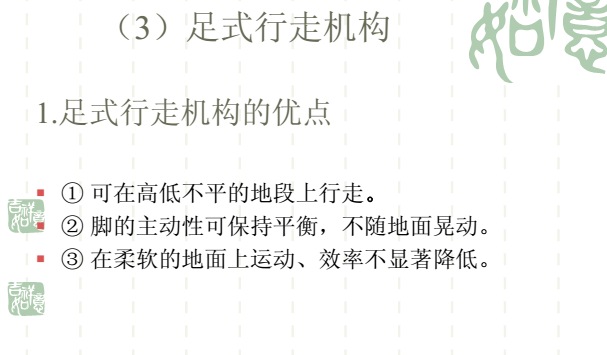 （3）足式行走机构
1.足式行走机构的优点
① 可在高低不平的地段上行走。
② 脚的主动性可保持平衡，不随地面晃动。
③ 在柔软的地面上运动、效率不显著降低。